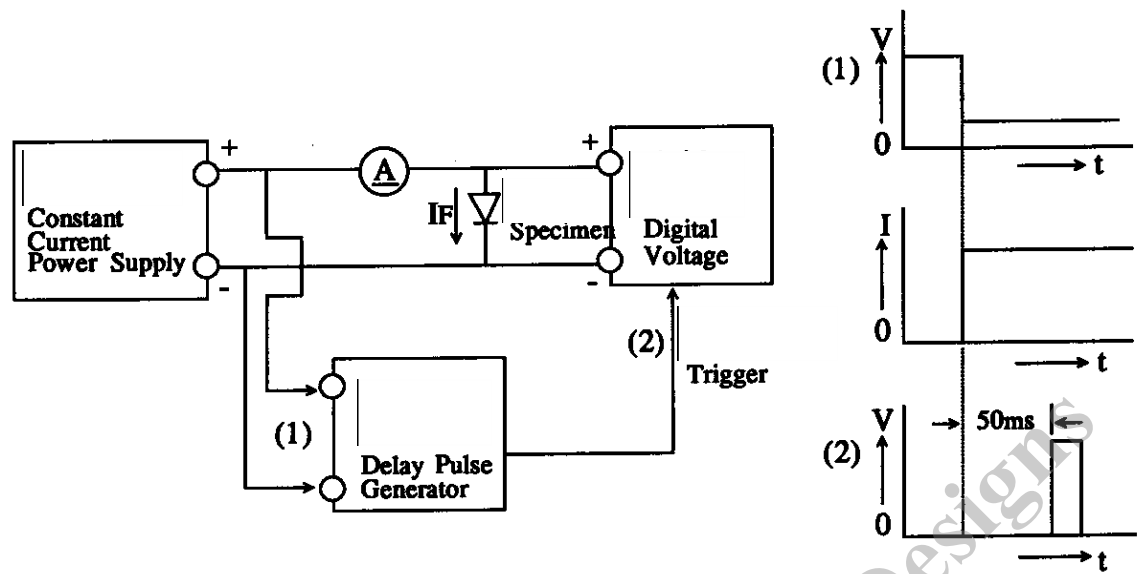 +
A
+
Constant
Current
Power Supply
-
IF
Specimen
Digital
Voltage
-
(1)
Delay Pulse
Generator
(2)
Trigger
(1)
V
0
t
I
0
t
(2)
V
50ms
0
t
Designs